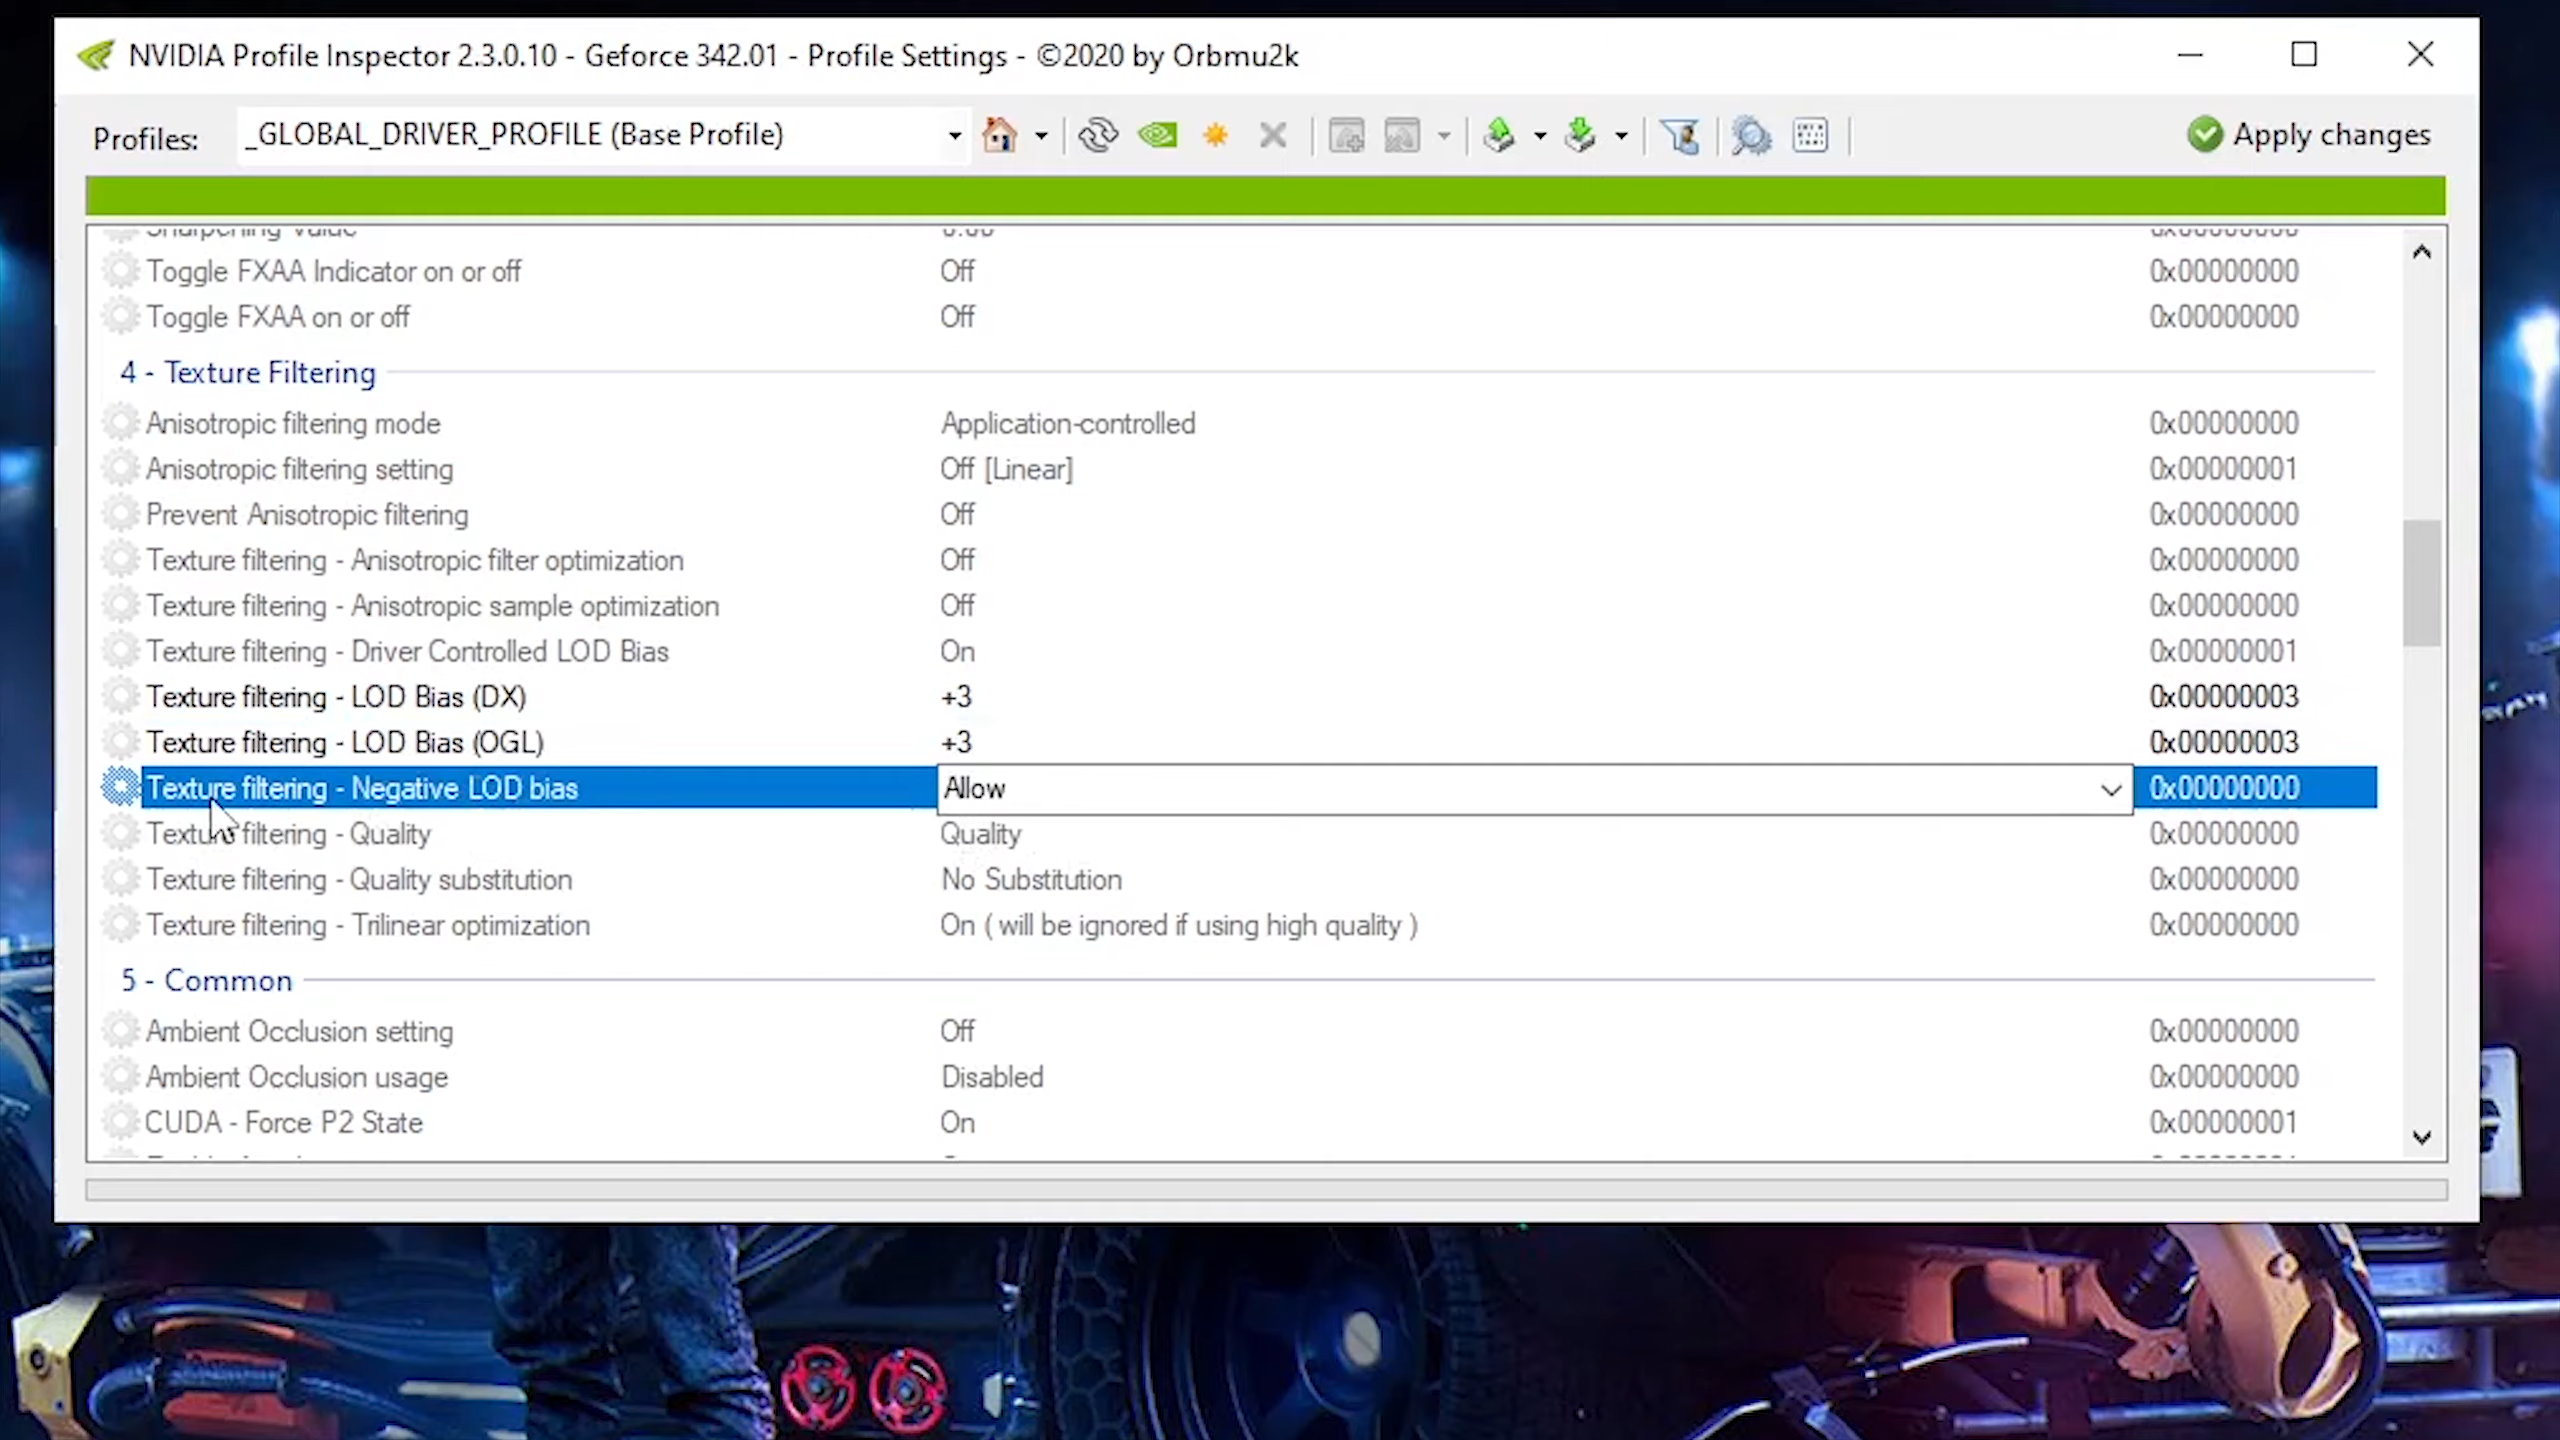 NVIDIA Profile Inspector 2.3.0.10 - Geforce 342.01 - Profile Settings - ©2020 by Orbmu2k
Profiles: _GLOBAL_DRIVER_PROFILE (Base Profile) Apply changes
Sharpening Value 0.00 0x00000000
Toggle FXAA Indicator on or off Off 0x00000000
Toggle FXAA on or off Off 0x00000000
4 - Texture Filtering
Anisotropic filtering mode Application-controlled 0x00000000
Anisotropic filtering setting Off [Linear] 0x00000001
Prevent Anisotropic filtering Off 0x00000000
Texture filtering - Anisotropic filter optimization Off 0x00000000
Texture filtering - Anisotropic sample optimization Off 0x00000000
Texture filtering - Driver Controlled LOD Bias On 0x00000001
Texture filtering - LOD Bias (DX) +3 0x00000003
Texture filtering - LOD Bias (OGL) +3 0x00000003
Texture filtering - Negative LOD bias Allow 0x00000000
Texture filtering - Quality Quality 0x00000000
Texture filtering - Quality substitution No Substitution 0x00000000
Texture filtering - Trilinear optimization On ( will be ignored if using high quality ) 0x00000000
5 - Common
Ambient Occlusion setting Off 0x00000000
Ambient Occlusion usage Disabled 0x00000000
CUDA - Force P2 State On 0x00000001